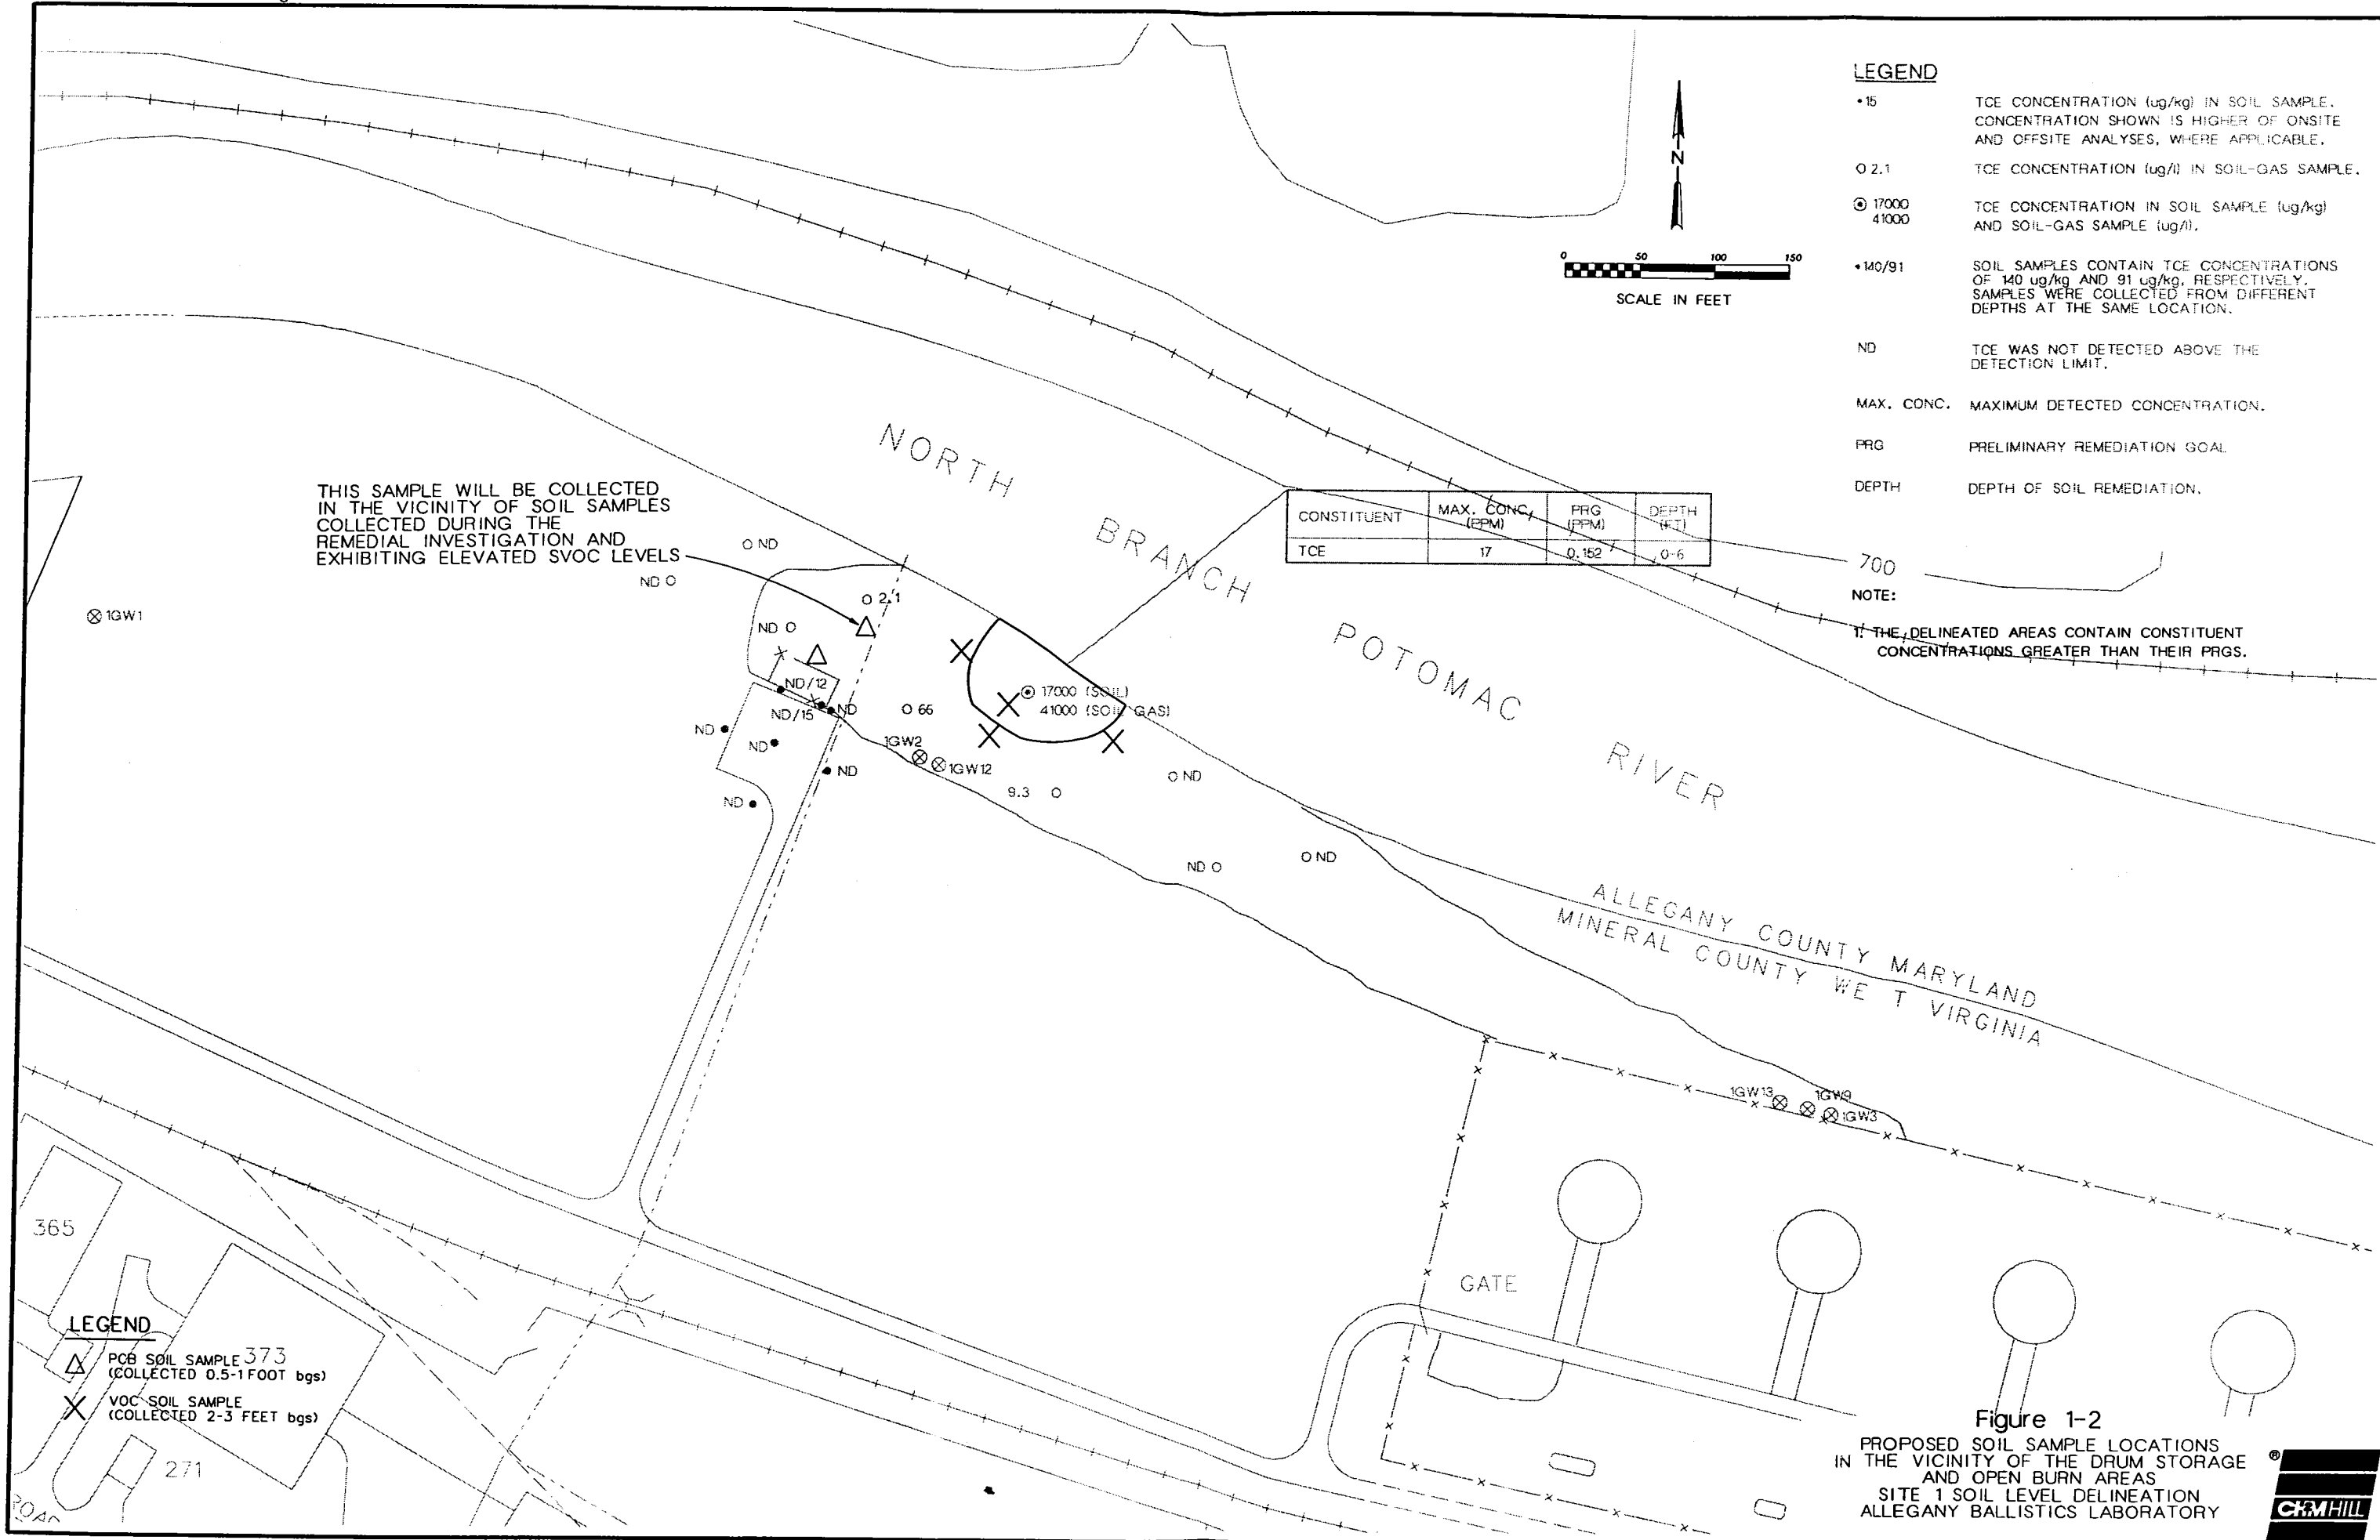 LEGEND
•15 TCE CONCENTRATION (ug/kg) IN SOIL SAMPLE.
CONCENTRATION SHOWN IS HIGHER OF ONSITE
AND OFFSITE ANALYSES, WHERE APPLICABLE.
O 2.1 TCE CONCENTRATION (ug/l) IN SOIL-GAS SAMPLE.
17000 TCE CONCENTRATION IN SOIL SAMPLE (ug/kg)
41000 AND SOIL-GAS SAMPLE (ug/l).
•140/91 SOIL SAMPLES CONTAIN TCE CONCENTRATIONS
OF 140 ug/kg AND 91 ug/kg, RESPECTIVELY.
SAMPLES WERE COLLECTED FROM DIFFERENT
DEPTHS AT THE SAME LOCATION.
ND TCE WAS NOT DETECTED ABOVE THE
DETECTION LIMIT.
MAX. CONC. MAXIMUM DETECTED CONCENTRATION.
PRG PRELIMINARY REMEDIATION GOAL
DEPTH DEPTH OF SOIL REMEDIATION.
N
0 50 100 150
SCALE IN FEET
NORTH BRANCH POTOMAC RIVER
CONSTITUENT MAX. CONC. (PPM) PRG (PPM) DEPTH (FT)
TCE 17 0.152 0-6
700
NOTE:
1. THE DELINEATED AREAS CONTAIN CONSTITUENT
CONCENTRATIONS GREATER THAN THEIR PRGS.
THIS SAMPLE WILL BE COLLECTED
IN THE VICINITY OF SOIL SAMPLES
COLLECTED DURING THE
REMEDIAL INVESTIGATION AND
EXHIBITING ELEVATED SVOC LEVELS
O ND
ND O
O 2.1
1GW1
ND O
ND/12
ND/15
ND
O 66
17000 (SOIL)
41000 (SOIL GAS)
ND
ND
ND
ND
1GW2
1GW12
9.3 O
O ND
ND O
O ND
ALLEGANY COUNTY MARYLAND
MINERAL COUNTY WE T VIRGINIA
1GW13
1GW9
1GW3
GATE
365
LEGEND
PCB SOIL SAMPLE
(COLLECTED 0.5-1 FOOT bgs)
373
VOC SOIL SAMPLE
(COLLECTED 2-3 FEET bgs)
271
ROAD
Figure 1-2
PROPOSED SOIL SAMPLE LOCATIONS
IN THE VICINITY OF THE DRUM STORAGE
AND OPEN BURN AREAS
SITE 1 SOIL LEVEL DELINEATION
ALLEGANY BALLISTICS LABORATORY
®
CH2MHILL